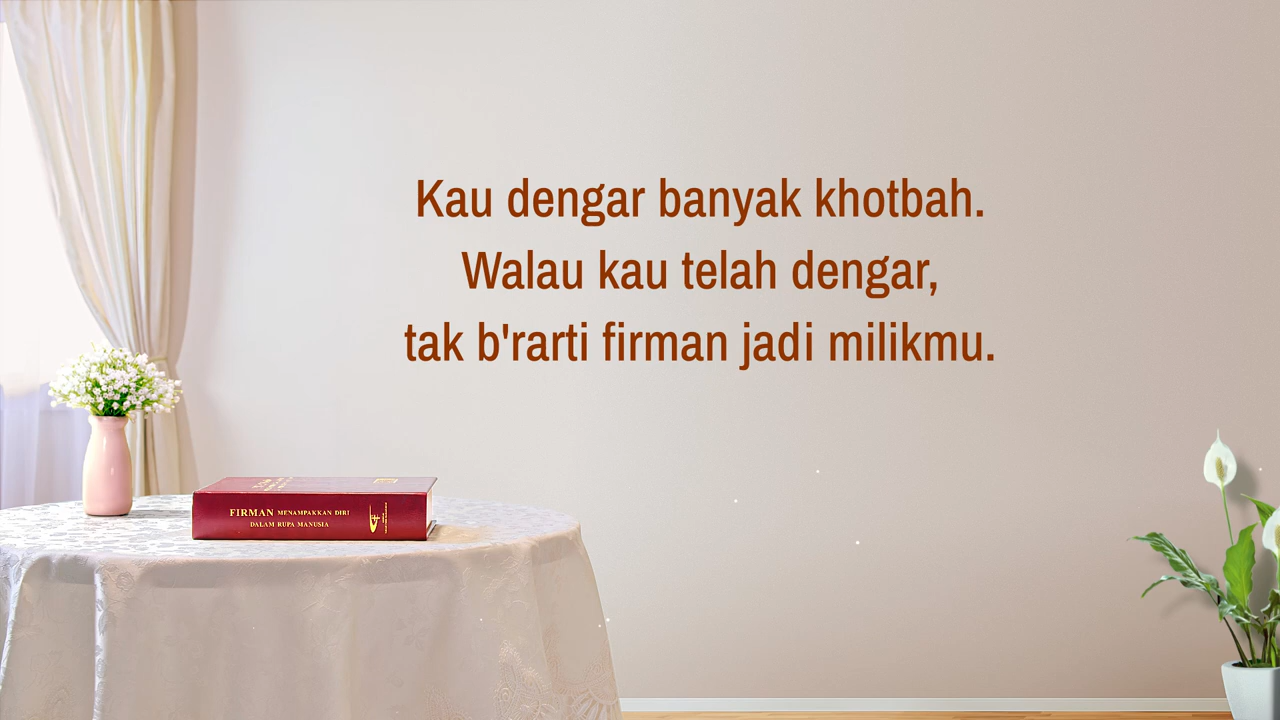 Kau dengar banyak khotbah.
Walau kau telah dengar,
tak b'rarti firman jadi milikmu.
FIRMAN MENAMPAKKAN DIRI
DALAM RUPA MANUSIA